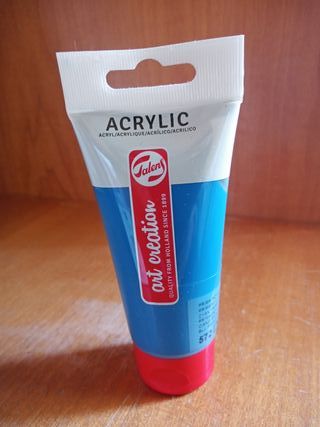 ACRYLIC
ACRYL/ACRYLIQUE/ACRÍLICO/ACRILICO
Talens
art creation
QUALITY FROM HOLLAND SINCE 1899